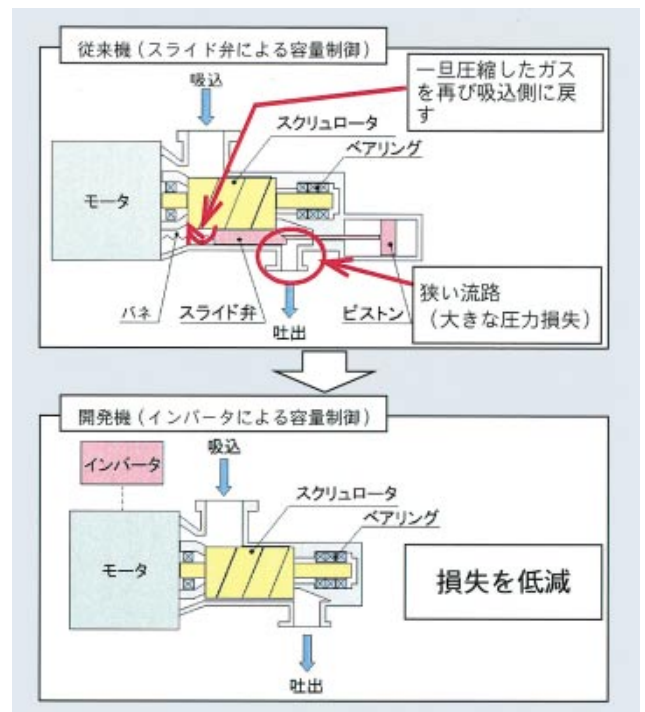 従来機(スライド弁による容量制御)
吸込
一旦圧縮したガス
を再び吸込側に戻
す
スクリュロータ
ベアリング
モータ
バネ
スライド弁
吐出
ピストン
狭い流路
(大きな圧力損失)
開発機(インバータによる容量制御)
吸込
インバータ
スクリュロータ
ベアリング
モータ
損失を低減
吐出